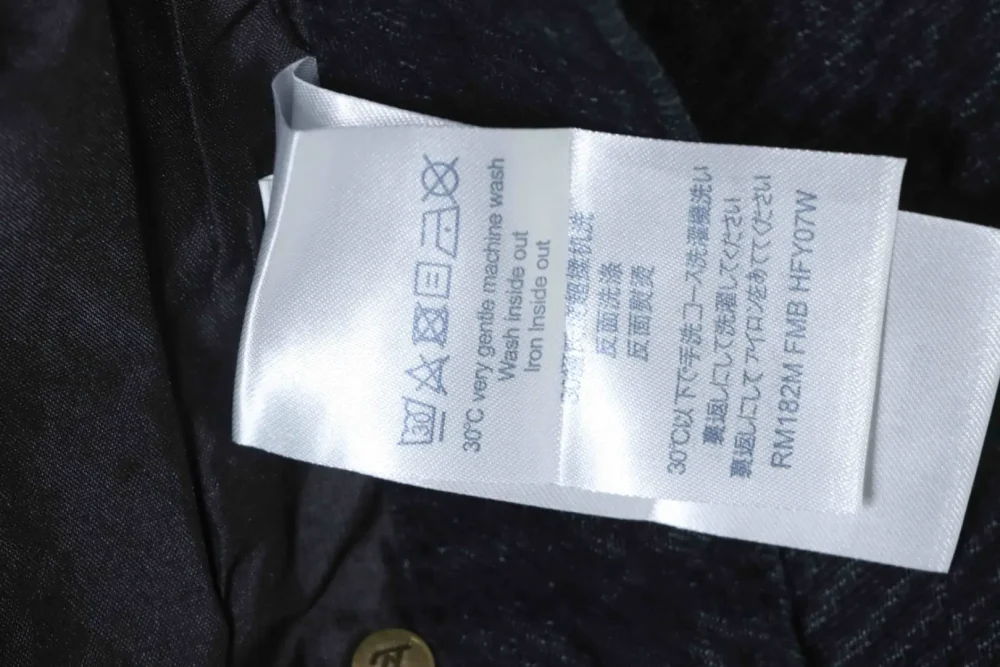 30
30°C very gentle machine wash
Wash inside out
Iron Inside out
反面洗涤
反面熨烫
30℃以下で手洗コース洗濯機洗い
裏返しにして洗濯してください
裏返しにしてアイロンをあててください
RM182M FMB HFY07W